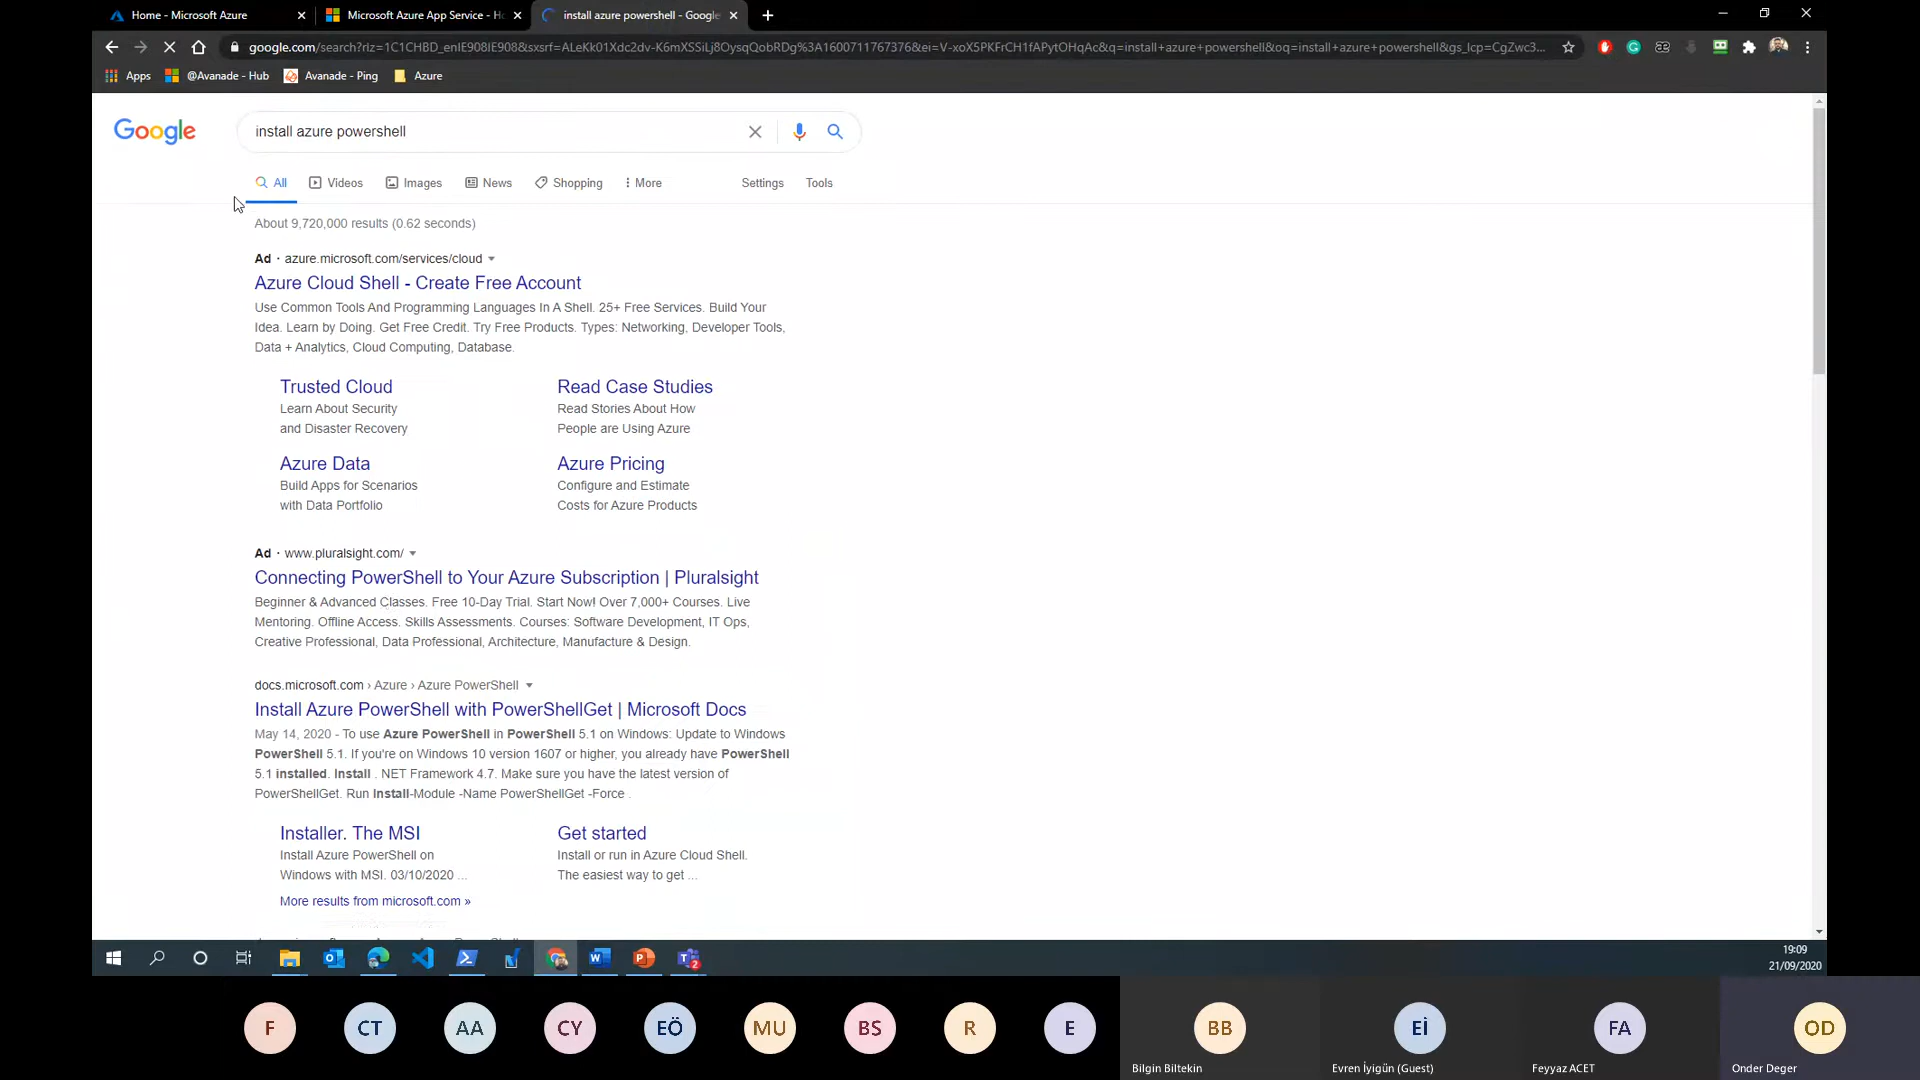 Home - Microsoft Azure
Microsoft Azure App Service - H
install azure powershell - Google
google.com/search?rlz=1C1CHBD_enIE908IE908&sxsrf=ALeKk01Xdc2dv-K6mXSSiLj8OysqQobRDg%3A1600711767376&ei=V-xoX5PKFrCH1fAPytOHqAc&q=install+azure+powershell&oq=install+azure+powershell&gs_lcp=CgZwc3...
Apps
@Avanade - Hub
Avanade - Ping
Azure
Google
install azure powershell
All
Videos
Images
News
Shopping
More
Settings
Tools
About 9,720,000 results (0.62 seconds)
Ad · azure.microsoft.com/services/cloud
Azure Cloud Shell - Create Free Account
Use Common Tools And Programming Languages In A Shell. 25+ Free Services. Build Your
Idea. Learn by Doing. Get Free Credit. Try Free Products. Types: Networking, Developer Tools,
Data + Analytics, Cloud Computing, Database.
Trusted Cloud
Learn About Security
and Disaster Recovery
Read Case Studies
Read Stories About How
People are Using Azure
Azure Data
Build Apps for Scenarios
with Data Portfolio
Azure Pricing
Configure and Estimate
Costs for Azure Products
Ad · www.pluralsight.com/
Connecting PowerShell to Your Azure Subscription | Pluralsight
Beginner & Advanced Classes. Free 10-Day Trial. Start Now! Over 7,000+ Courses. Live
Mentoring. Offline Access. Skills Assessments. Courses: Software Development, IT Ops,
Creative Professional, Data Professional, Architecture, Manufacture & Design.
docs.microsoft.com › Azure › Azure PowerShell
Install Azure PowerShell with PowerShellGet | Microsoft Docs
May 14, 2020 - To use Azure PowerShell in PowerShell 5.1 on Windows: Update to Windows
PowerShell 5.1. If you're on Windows 10 version 1607 or higher, you already have PowerShell
5.1 installed. Install . NET Framework 4.7. Make sure you have the latest version of
PowerShellGet. Run Install-Module -Name PowerShellGet -Force .
Installer. The MSI
Install Azure PowerShell on
Windows with MSI. 03/10/2020 ...
Get started
Install or run in Azure Cloud Shell.
The easiest way to get ...
More results from microsoft.com »
19:09
21/09/2020
F
CT
AA
CY
EÖ
MU
BS
R
E
BB
Bilgin Biltekin
Eİ
Evren İyigün (Guest)
FA
Feyyaz ACET
OD
Onder Deger